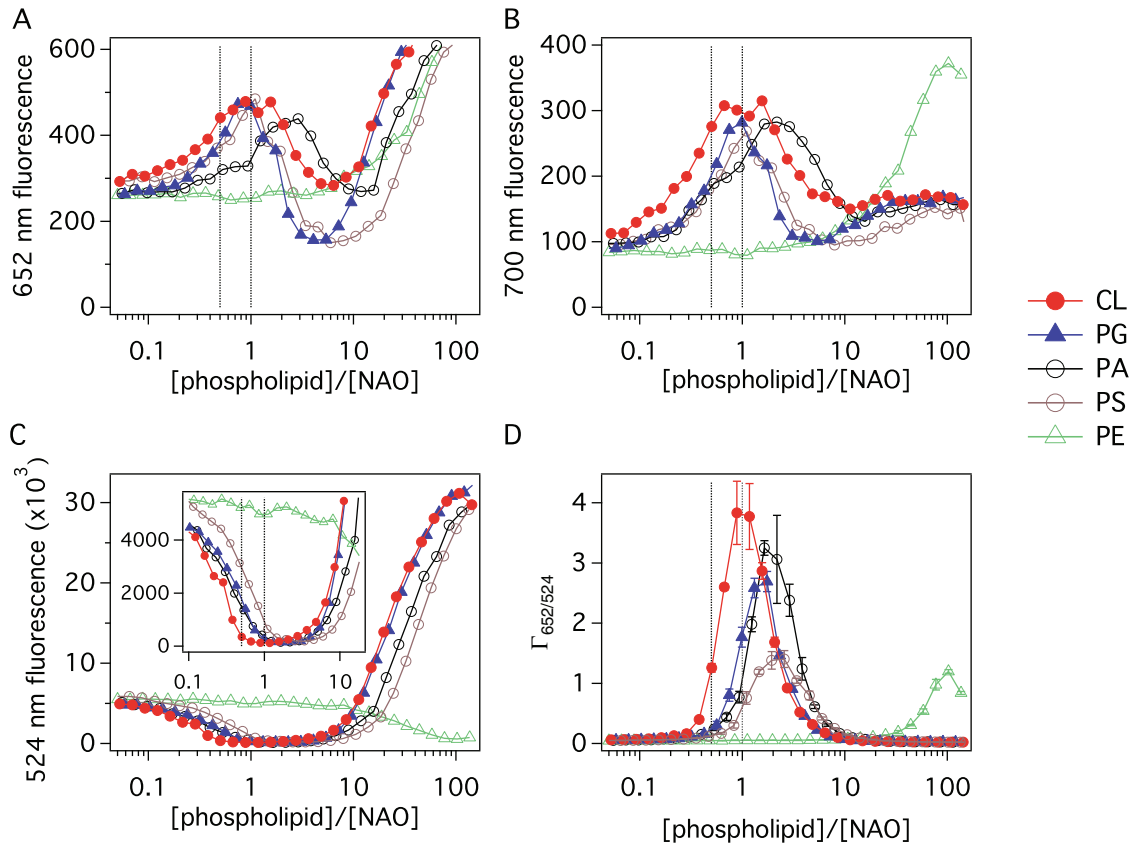 A
652 nm fluorescence
600
400
200
0
0.1 1 10 100
[phospholipid]/[NAO]
B
700 nm fluorescence
400
300
200
100
0
0.1 1 10 100
[phospholipid]/[NAO]
CL
PG
PA
PS
PE
C
524 nm fluorescence (x10³)
30
20
10
0
4000
2000
0
0.1 1 10
0.1 1 10 100
[phospholipid]/[NAO]
D
Γ652/524
4
3
2
1
0
0.1 1 10 100
[phospholipid]/[NAO]